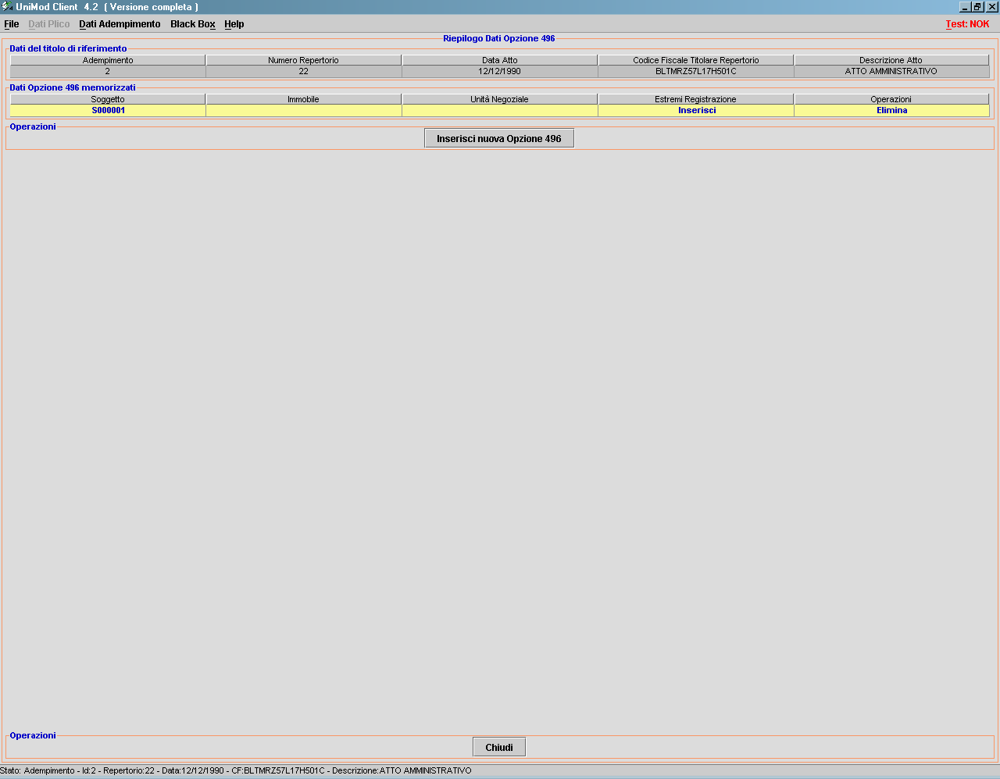 UniMod Client 4.2 ( Versione completa )
File Dati Plico Dati Adempimento Black Box Help Test: NOK
Riepilogo Dati Opzione 496
Dati del titolo di riferimento
Adempimento Numero Repertorio Data Atto Codice Fiscale Titolare Repertorio Descrizione Atto
2 22 12/12/1990 BLTMRZ57L17H501C ATTO AMMINISTRATIVO
Dati Opzione 496 memorizzati
Soggetto Immobile Unità Negoziale Estremi Registrazione Operazioni
S000001 Inserisci Elimina
Operazioni
Inserisci nuova Opzione 496
Operazioni
Chiudi
Stato: Adempimento - Id:2 - Repertorio:22 - Data:12/12/1990 - CF:BLTMRZ57L17H501C - Descrizione:ATTO AMMINISTRATIVO